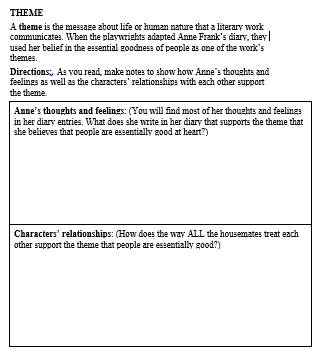 THEME
A theme is the message about life or human nature that a literary work
communicates. When the playwrights adapted Anne Frank's diary, they
used her belief in the essential goodness of people as one of the work's
themes.
Directions:, As you read, make notes to show how Anne's thoughts and
feelings as well as the characters' relationships with each other support
the theme.
Anne's thoughts and feelings: (You will find most of her thoughts and feelings
in her diary entries. What does she write in her diary that supports the theme that
she believes that people are essentially good at heart?)
Characters' relationships: (How does the way ALL the housemates treat each
other support the theme that people are essentially good?)